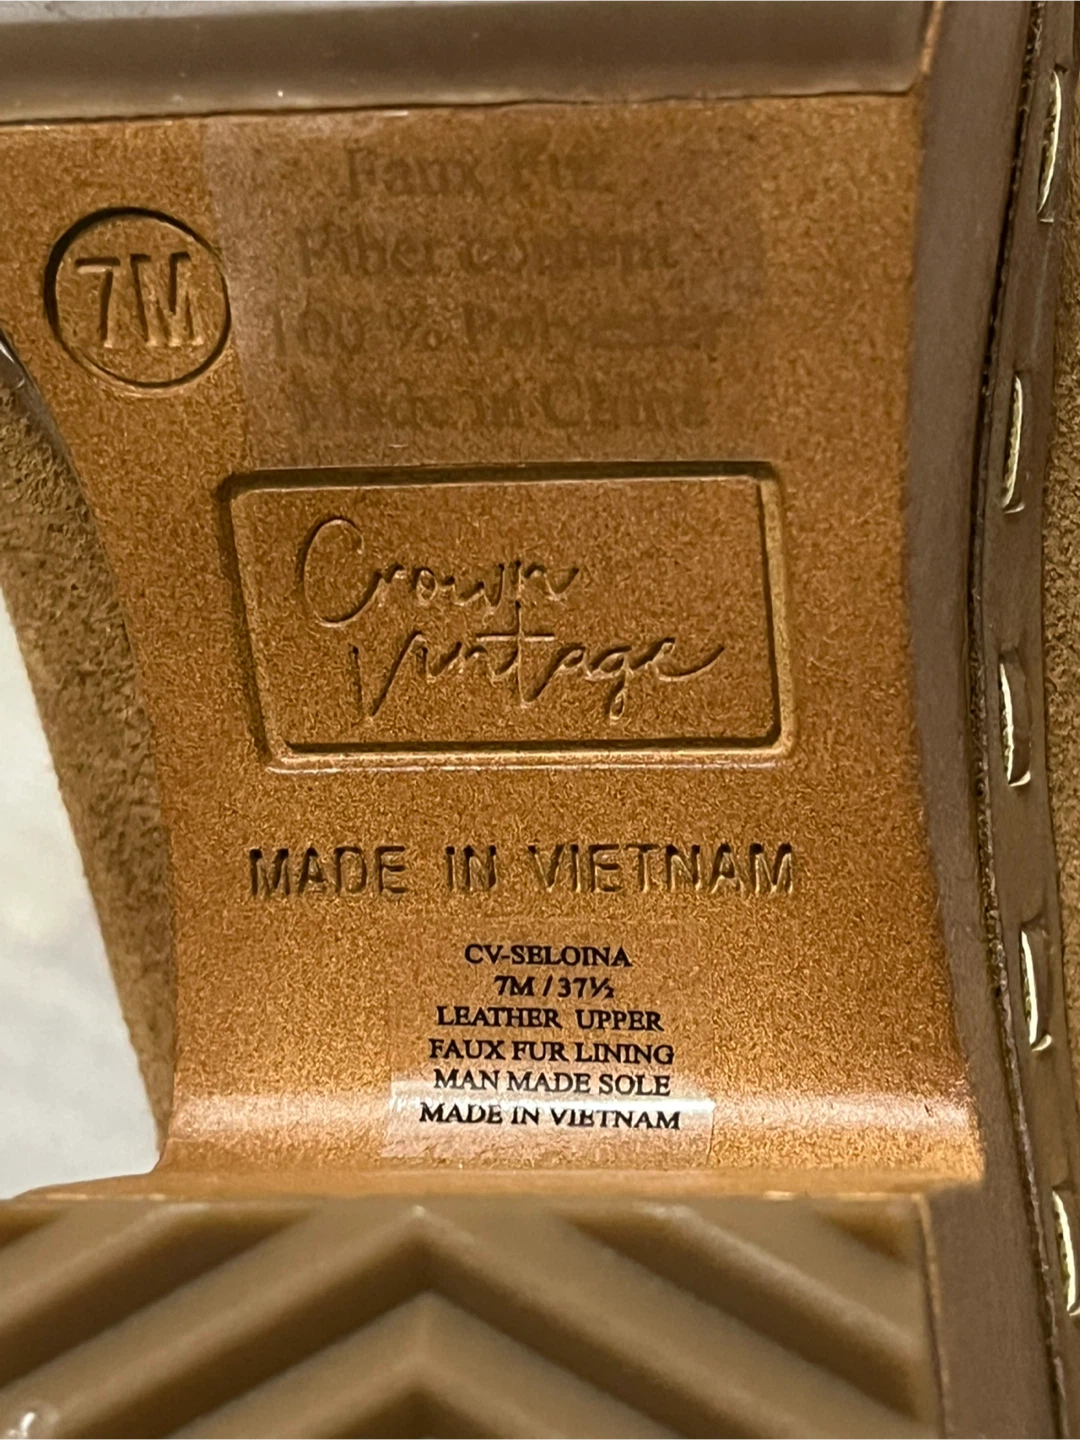 7M
Faux Fur
Fiber content
100 % Polyester
Made in China
Crown
Vintage
MADE IN VIETNAM
CV-SELOINA
7M / 37½
LEATHER UPPER
FAUX FUR LINING
MAN MADE SOLE
MADE IN VIETNAM